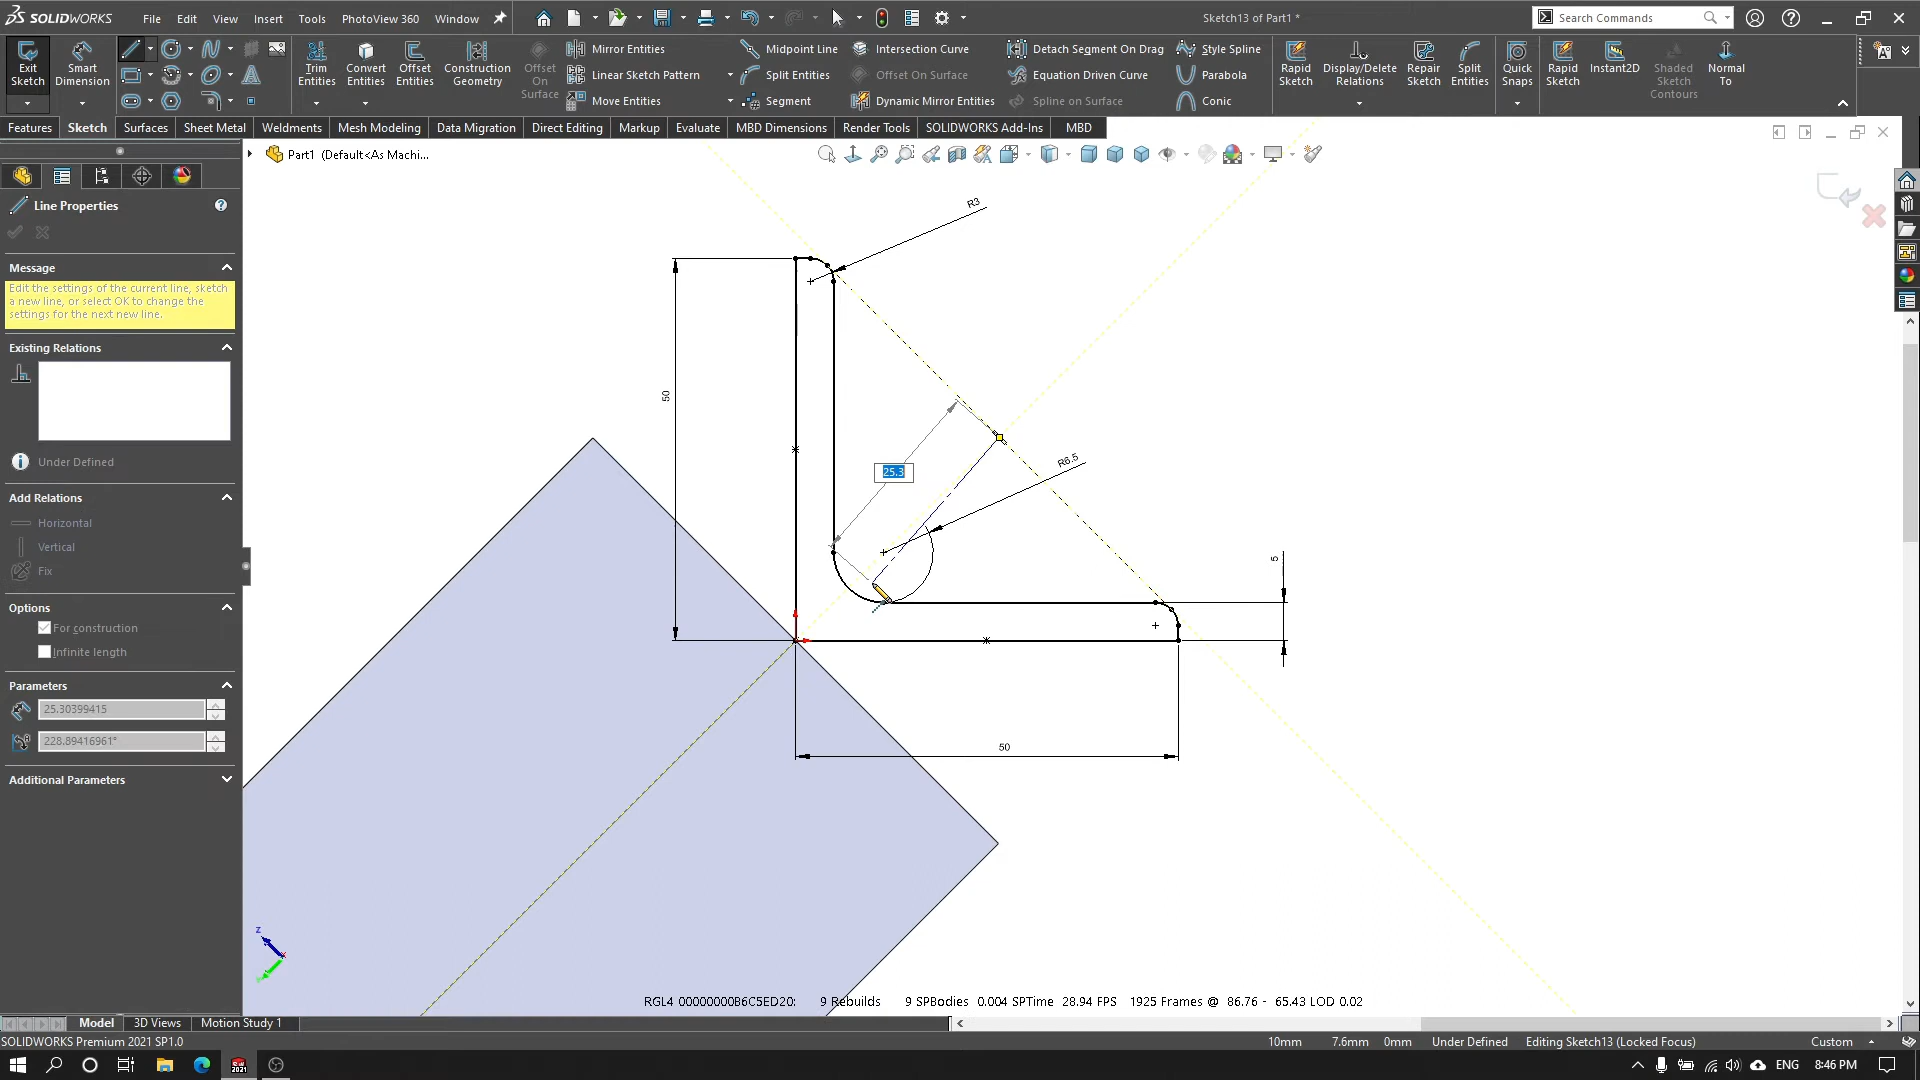 SOLIDWORKS File Edit View Insert Tools PhotoView 360 Window Sketch13 of Part1 * Search Commands
Exit Sketch
Smart Dimension
Trim Entities
Convert Entities
Offset Entities
Construction Geometry
Offset On Surface
Mirror Entities
Linear Sketch Pattern
Move Entities
Midpoint Line
Split Entities
Segment
Intersection Curve
Offset On Surface
Dynamic Mirror Entities
Detach Segment On Drag
Equation Driven Curve
Spline on Surface
Style Spline
Parabola
Conic
Rapid Sketch
Display/Delete Relations
Repair Sketch
Split Entities
Quick Snaps
Rapid Sketch
Instant2D
Shaded Sketch Contours
Normal To
Features Sketch Surfaces Sheet Metal Weldments Mesh Modeling Data Migration Direct Editing Markup Evaluate MBD Dimensions Render Tools SOLIDWORKS Add-Ins MBD
Part1 (Default<As Machi...
Line Properties
Message
Edit the settings of the current line, sketch
a new line, or select OK to change the
settings for the next new line.
Existing Relations
Under Defined
Add Relations
Horizontal
Vertical
Fix
Options
For construction
Infinite length
Parameters
25.30399415
228.89416961°
Additional Parameters
R3
50
25.3
R6.5
5
50
z
RGL4 00000000B6C5ED20: 9 Rebuilds 9 SPBodies 0.004 SPTime 28.94 FPS 1925 Frames @ 86.76 - 65.43 LOD 0.02
Model 3D Views Motion Study 1
SOLIDWORKS Premium 2021 SP1.0 10mm 7.6mm 0mm Under Defined Editing Sketch13 (Locked Focus) Custom
2021 ENG 8:46 PM